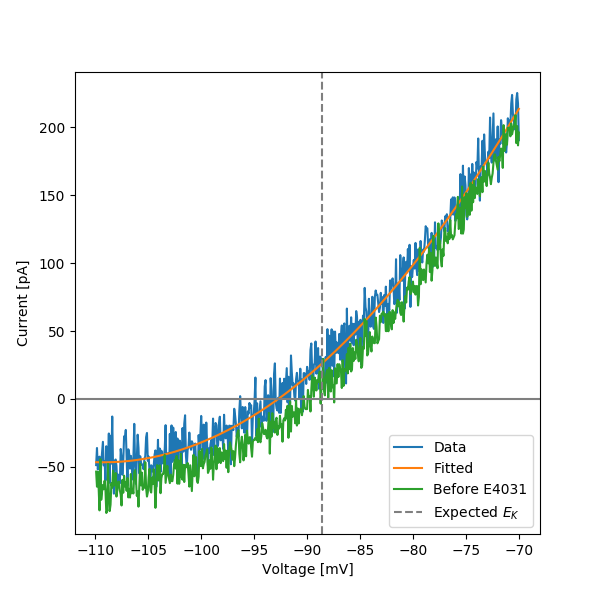 200
150
100
50
0
−50
Current [pA]
Data
Fitted
Before E4031
Expected E_K
−110 −105 −100 −95 −90 −85 −80 −75 −70
Voltage [mV]